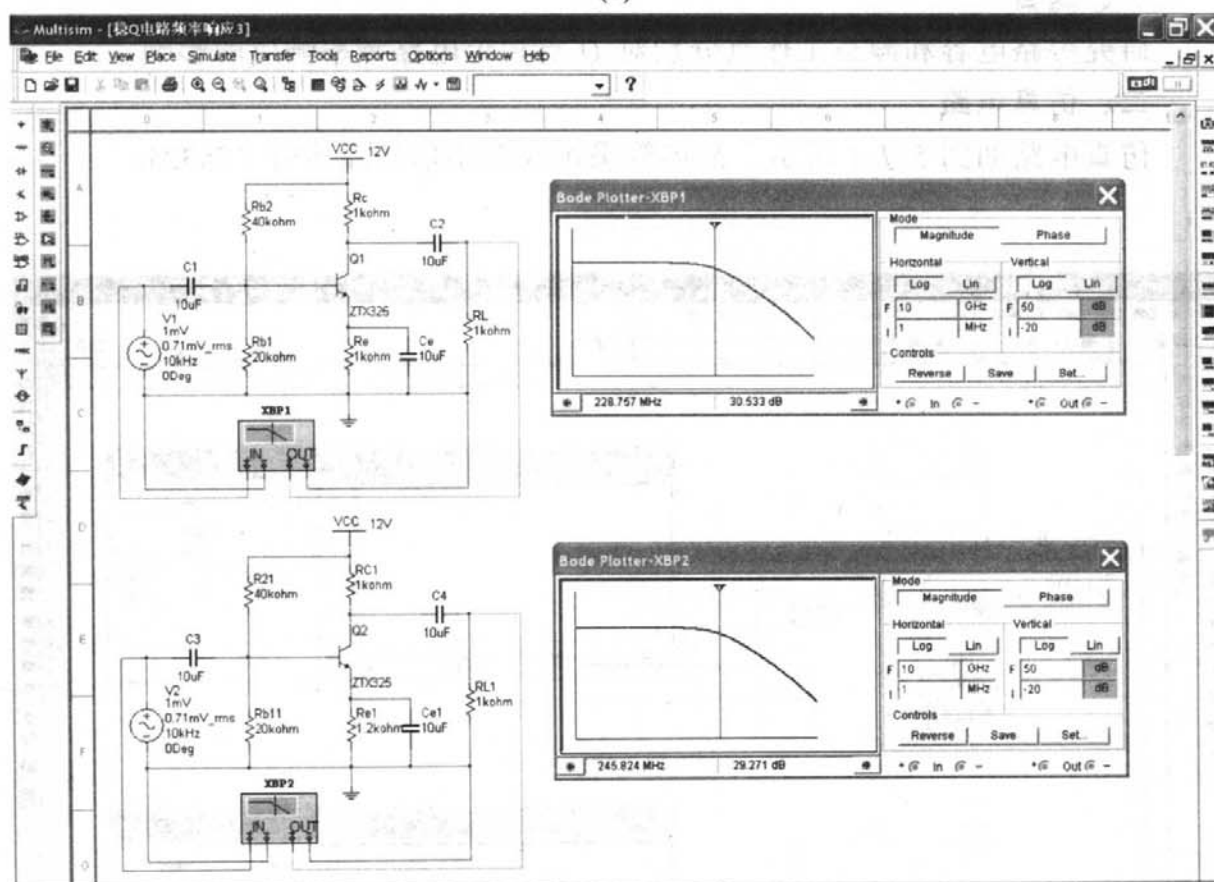 Multisim - [稳Q电路频率响应3]
File Edit View Place Simulate Transfer Tools Reports Options Window Help
0 1 2 3 4 5
VCC 12V
Rb2
40kohm
Rc
1kohm
C2
10uF
C1
10uF
Q1
ZTX325
V1
1mV
0.71mV_rms
10kHz
0Deg
Rb1
20kohm
Re
1kohm
Ce
10uF
RL
1kohm
XBP1
IN OUT
Bode Plotter-XBP1
Mode
Magnitude Phase
Horizontal Vertical
Log Lin Log Lin
F 10 GHz F 50 dB
I 1 MHz I -20 dB
Controls
Reverse Save Set...
228.757 MHz 30.533 dB
+ In - + Out -
A
B
C
D
E
F
G
VCC 12V
R21
40kohm
RC1
1kohm
C4
10uF
C3
10uF
Q2
ZTX325
V2
1mV
0.71mV_rms
10kHz
0Deg
Rb11
20kohm
Re1
1.2kohm
Ce1
10uF
RL1
1kohm
XBP2
IN OUT
Bode Plotter-XBP2
Mode
Magnitude Phase
Horizontal Vertical
Log Lin Log Lin
F 10 GHz F 50 dB
I 1 MHz I -20 dB
Controls
Reverse Save Set...
245.824 MHz 29.271 dB
+ In - + Out -